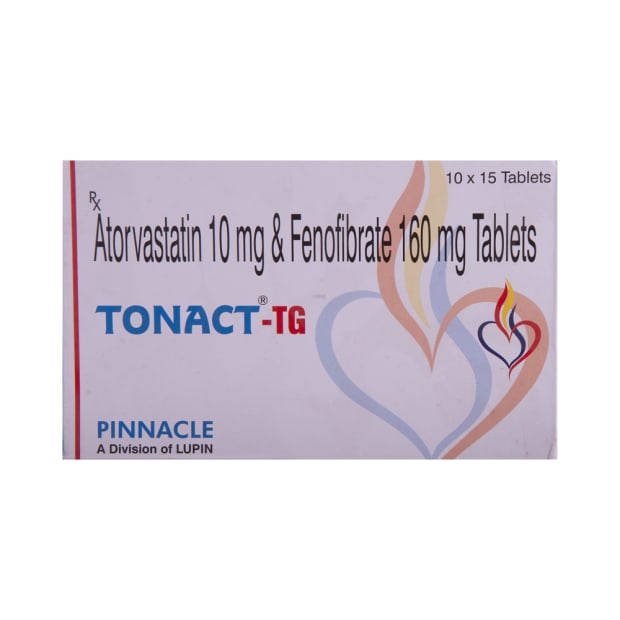 10 x 15 Tablets
Rx
Atorvastatin 10 mg & Fenofibrate 160 mg Tablets
TONACT®-TG
PINNACLE
A Division of LUPIN